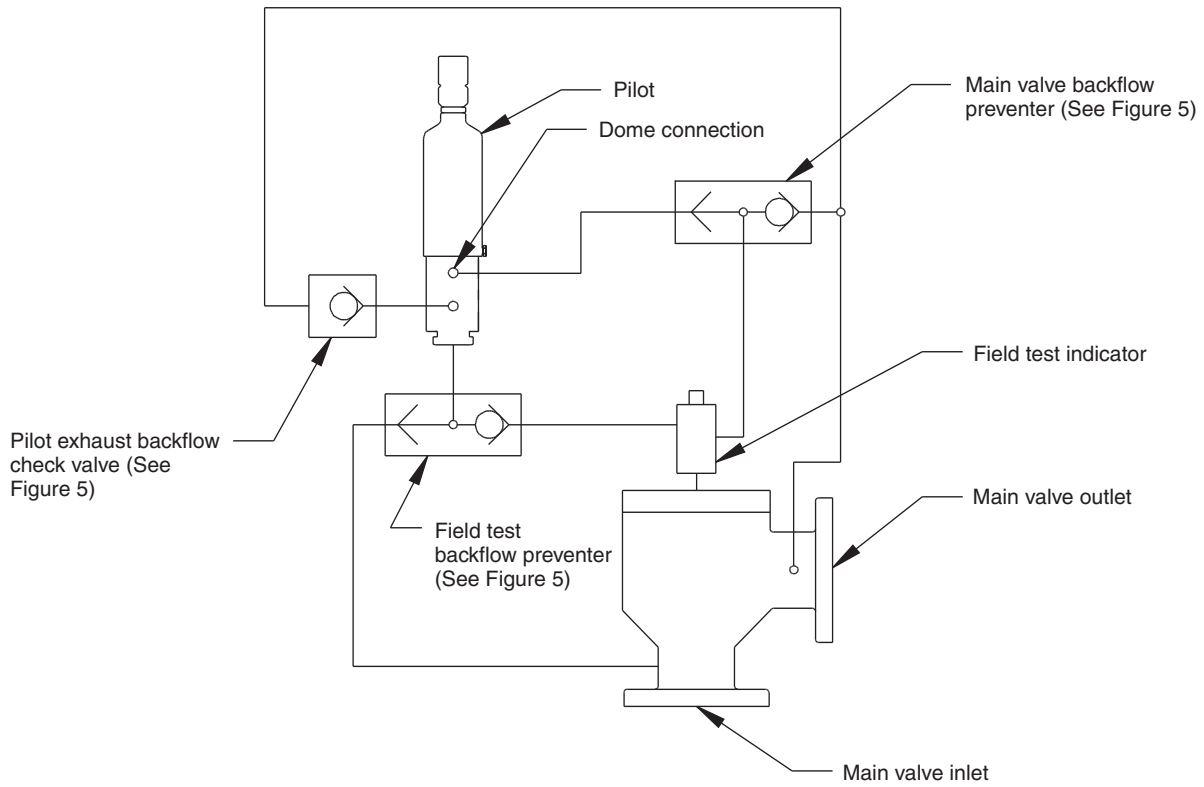 Pilot
Dome connection
Main valve backflow
preventer (See Figure 5)
Field test indicator
Pilot exhaust backflow
check valve (See
Figure 5)
Main valve outlet
Field test
backflow preventer
(See Figure 5)
Main valve inlet